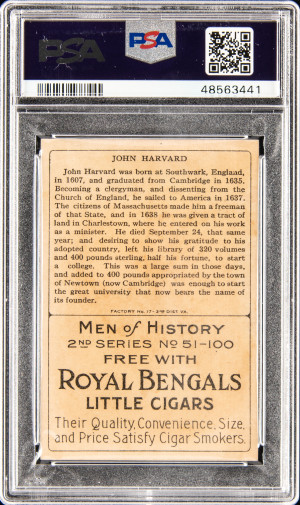 PSA
PSA
48563441
JOHN HARVARD
John Harvard was born at Southwark, England,
in 1607, and graduated from Cambridge in 1635.
Becoming a clergyman, and dissenting from the
Church of England, he sailed to America in 1637.
The citizens of Massachusetts made him a freeman
of that State, and in 1638 he was given a tract of
land in Charlestown, where he entered on his work
as a minister. He died September 24, that same
year; and desiring to show his gratitude to his
adopted country, left his library of 320 volumes
and 400 pounds sterling, half his fortune, to start
a college. This was a large sum in those days,
and added to 400 pounds appropriated by the town of
Newtown (now Cambridge) was enough to start
the great university that now bears the name of
its founder.
FACTORY No. 17- 2ND DIST VA.
MEN of HISTORY
2ND SERIES NO 51-100
FREE WITH
ROYAL BENGALS
LITTLE CIGARS
Their Quality, Convenience, Size,
and Price Satisfy Cigar Smokers.